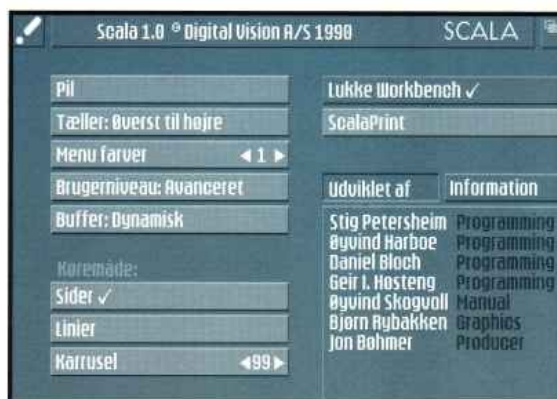 Scala 1.0 © Digital Vision A/S 1990
SCALA
Pil
Tæller: Øverst til højre
Menu farver ◄ 1 ►
Brugerniveau: Avanceret
Buffer: Dynamisk
Køremåde:
Sider ✓
Linier
Karrusel ◄99►
Lukke Workbench ✓
ScalaPrint
Udviklet af
Information
Stig Petersheim Programming
Øyvind Harboe Programming
Daniel Bloch Programming
Geir I. Høsteng Programming
Øyvind Skogvoll Manual
Bjørn Rybakken Graphics
Jon Bøhmer Producer